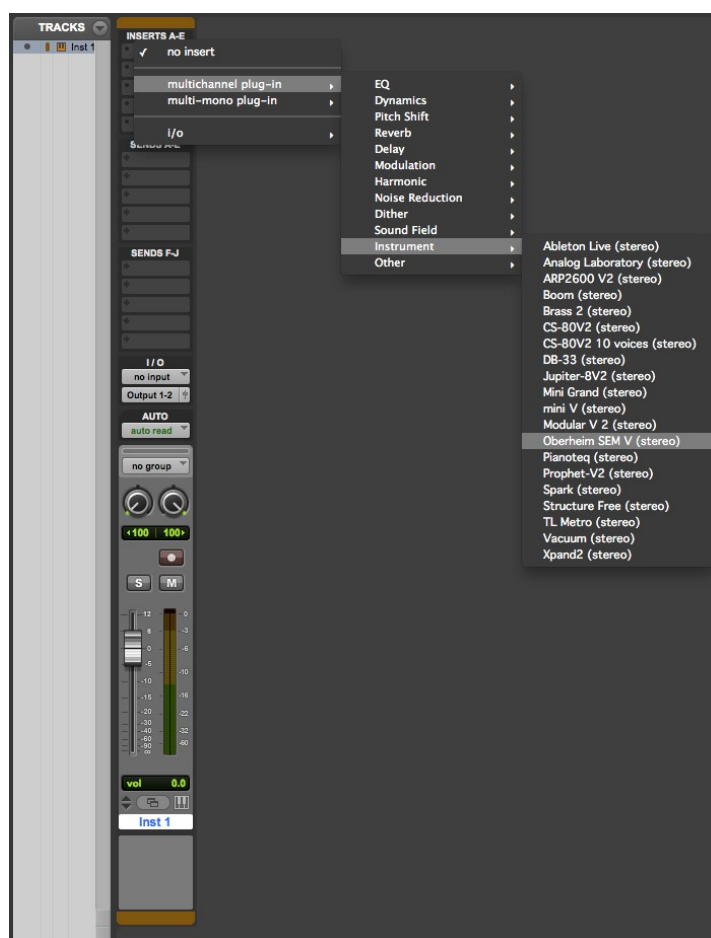 TRACKS
Inst 1
INSERTS A-E
✓ no insert
multichannel plug-in
multi-mono plug-in
i/o
EQ
Dynamics
Pitch Shift
Reverb
Delay
Modulation
Harmonic
Noise Reduction
Dither
Sound Field
Instrument
Other
Ableton Live (stereo)
Analog Laboratory (stereo)
ARP2600 V2 (stereo)
Boom (stereo)
Brass 2 (stereo)
CS-80V2 (stereo)
CS-80V2 10 voices (stereo)
DB-33 (stereo)
Jupiter-8V2 (stereo)
Mini Grand (stereo)
mini V (stereo)
Modular V 2 (stereo)
Oberheim SEM V (stereo)
Pianoteq (stereo)
Prophet-V2 (stereo)
Spark (stereo)
Structure Free (stereo)
TL Metro (stereo)
Vacuum (stereo)
Xpand2 (stereo)
SENDS A-E
SENDS F-J
I / O
no input
Output 1-2
AUTO
auto read
no group
100 100
S M
12 0
6 -3
0 -6
-5
-10 -10
-15 -16
-20 -22
-30
-40 -32
-60
-90 -60
∞
vol 0.0
Inst 1